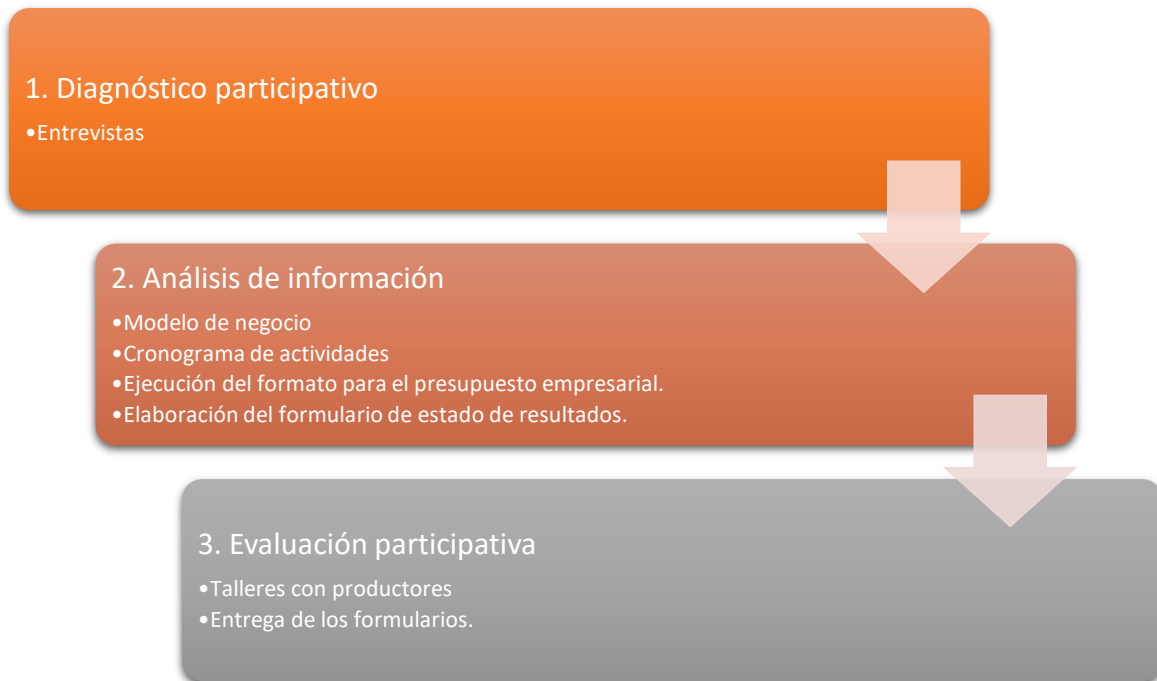 1. Diagnóstico participativo
•Entrevistas
2. Análisis de información
•Modelo de negocio
•Cronograma de actividades
•Ejecución del formato para el presupuesto empresarial.
•Elaboración del formulario de estado de resultados.
3. Evaluación participativa
•Talleres con productores
•Entrega de los formularios.